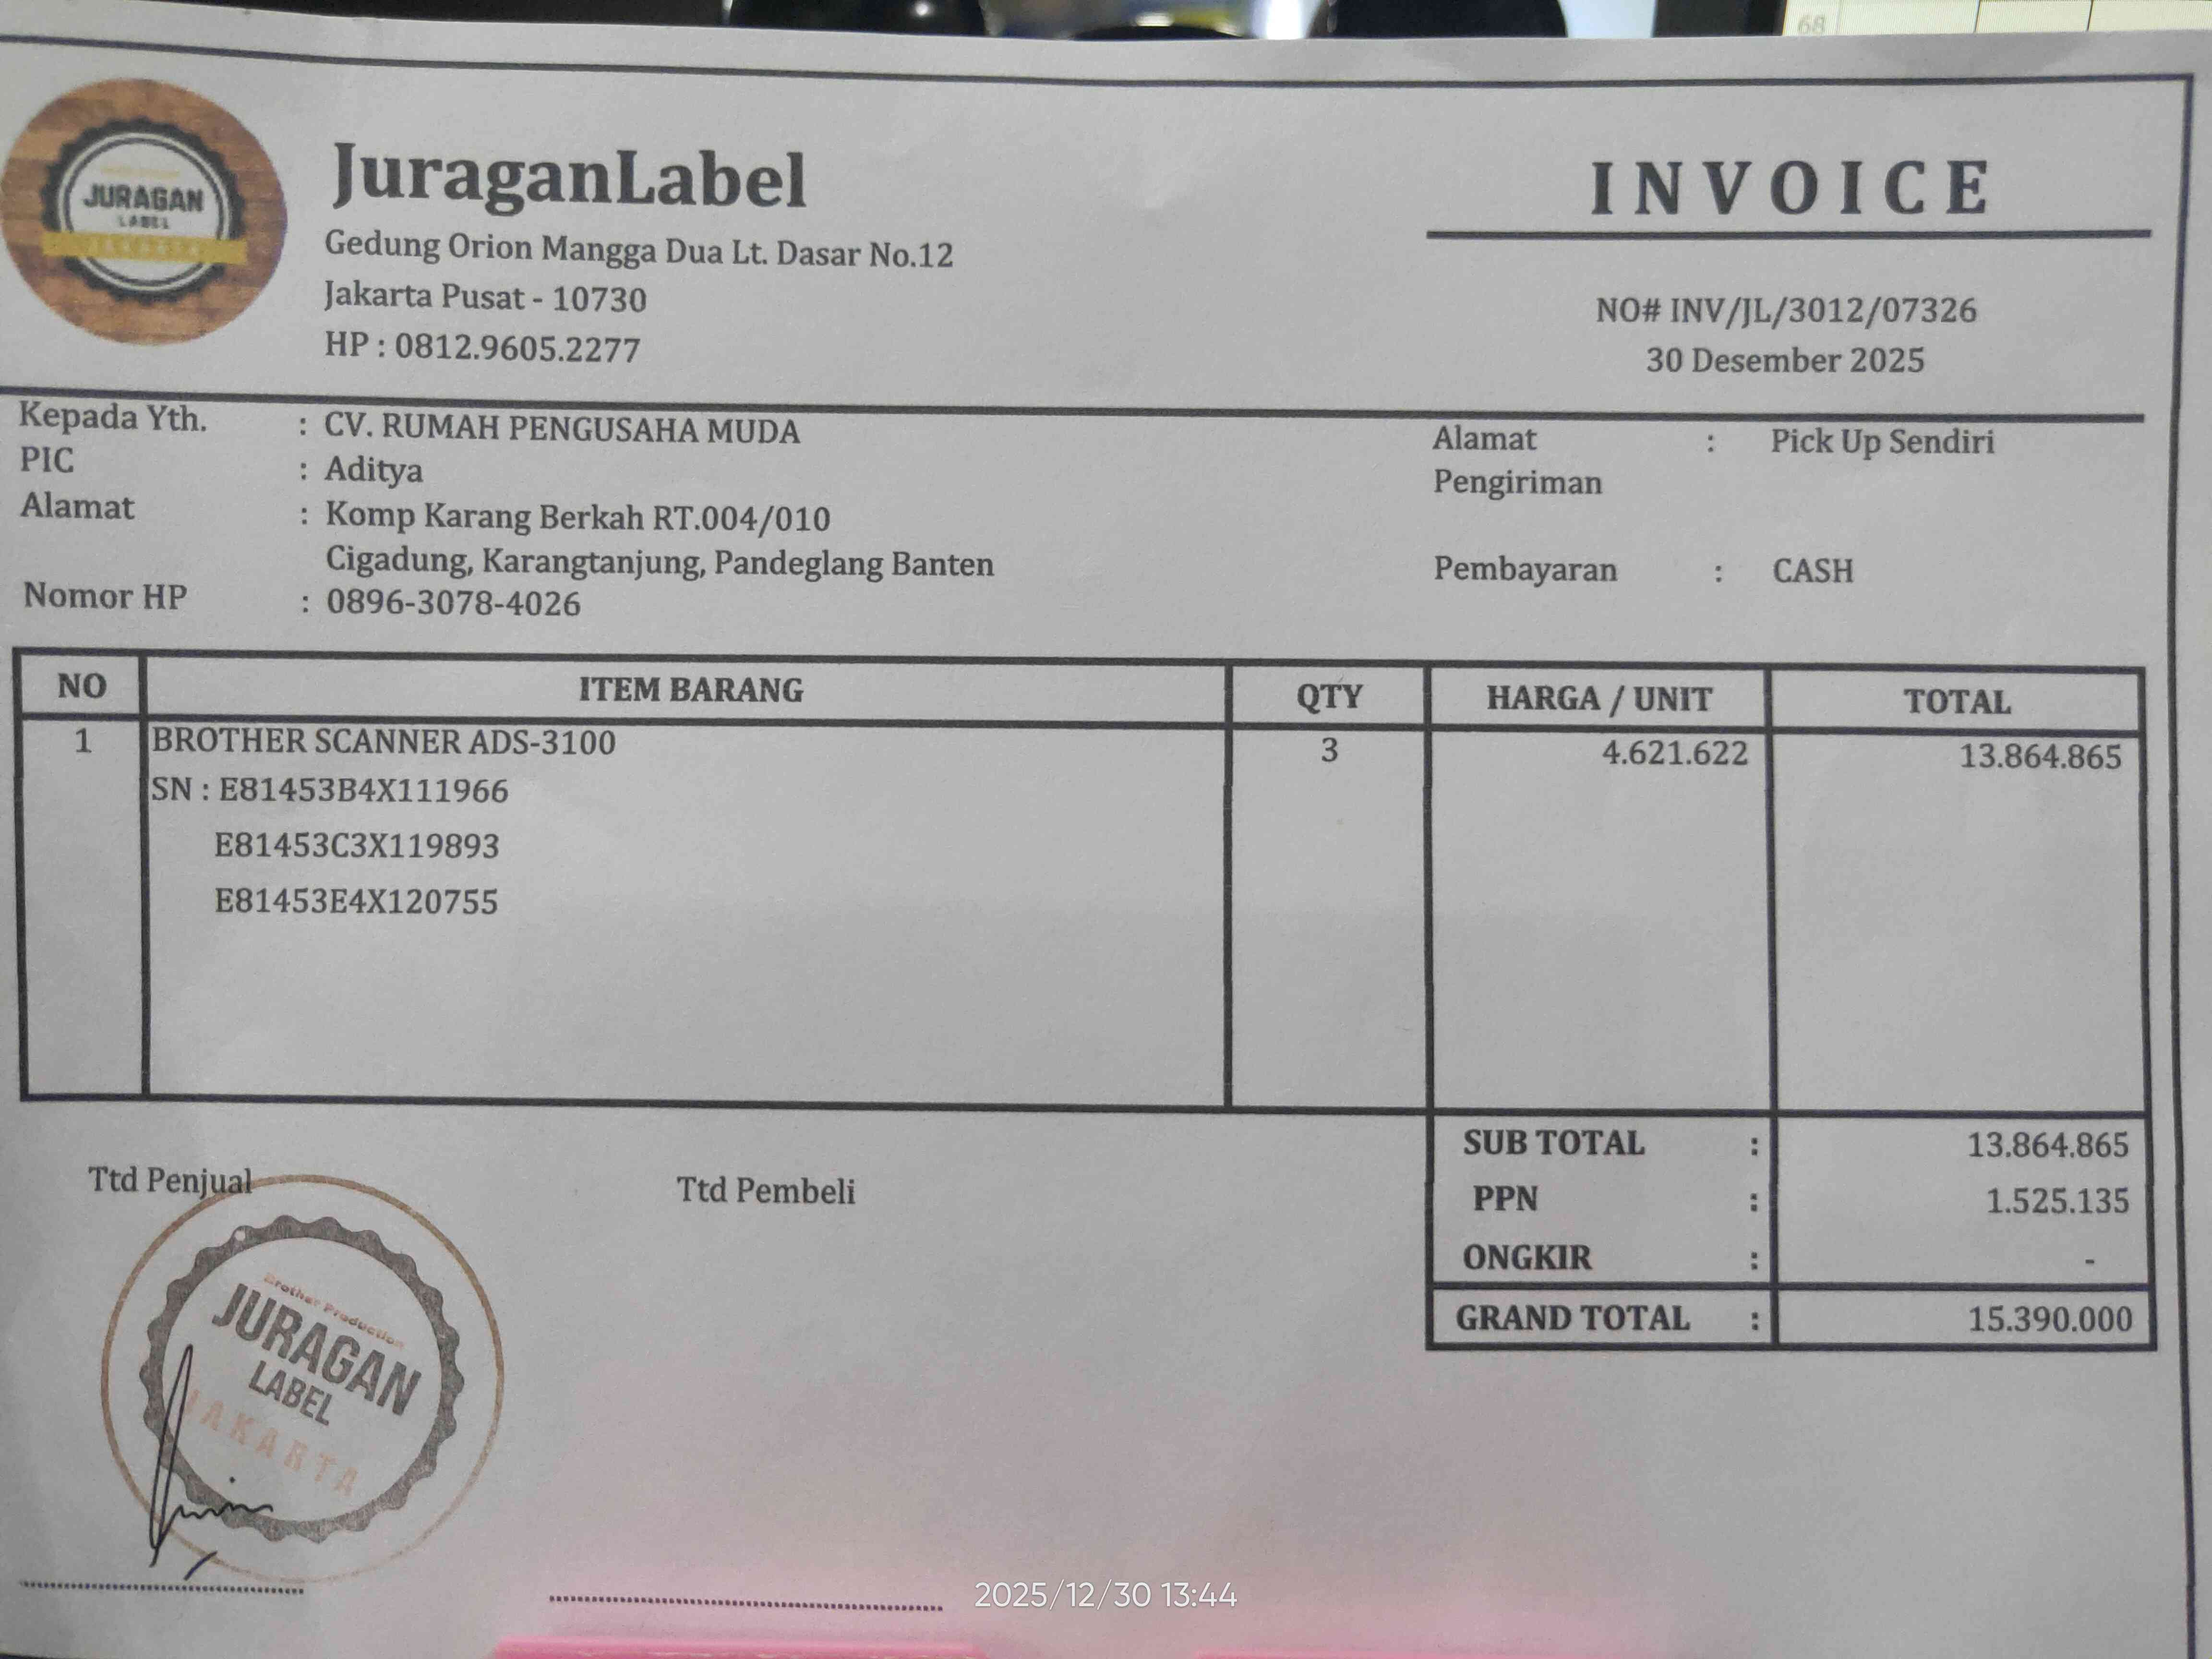 68
JURAGAN
LABEL
JAKARTA
JuraganLabel
Gedung Orion Mangga Dua Lt. Dasar No.12
Jakarta Pusat - 10730
HP : 0812.9605.2277
INVOICE
NO# INV/JL/3012/07326
30 Desember 2025
Kepada Yth. : CV. RUMAH PENGUSAHA MUDA
PIC : Aditya
Alamat : Komp Karang Berkah RT.004/010
Cigadung, Karangtanjung, Pandeglang Banten
Nomor HP : 0896-3078-4026
Alamat : Pick Up Sendiri
Pengiriman
Pembayaran : CASH
NO ITEM BARANG QTY HARGA / UNIT TOTAL
1 BROTHER SCANNER ADS-3100 3 4.621.622 13.864.865
SN : E81453B4X111966
E81453C3X119893
E81453E4X120755
SUB TOTAL : 13.864.865
PPN : 1.525.135
ONGKIR : -
GRAND TOTAL : 15.390.000
Ttd Penjual
Ttd Pembeli
Brother Production
JURAGAN
LABEL
JAKARTA
2025/12/30 13:44